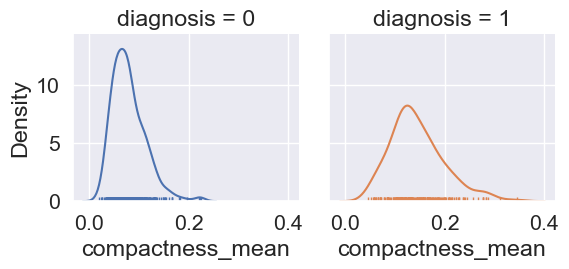 diagnosis = 0
diagnosis = 1
Density
10
5
0
0.0
0.2
0.4
0.0
0.2
0.4
compactness_mean
compactness_mean